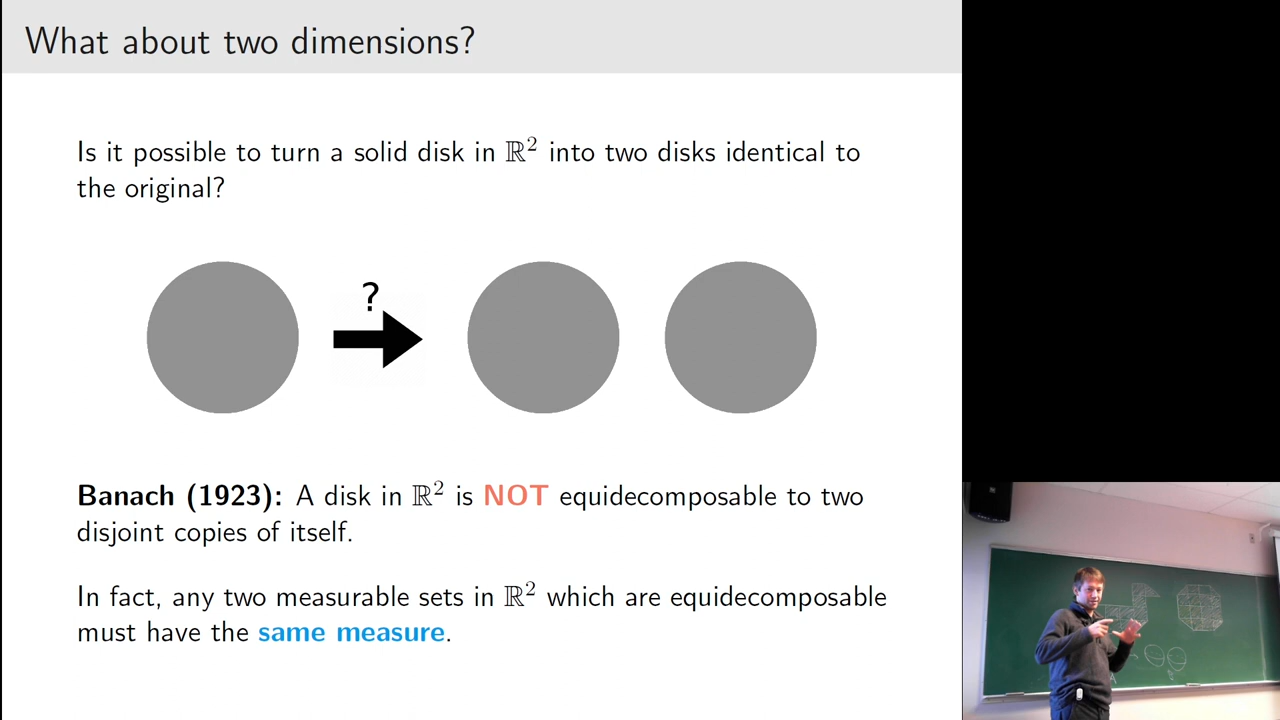 What about two dimensions?
Is it possible to turn a solid disk in ℝ² into two disks identical to
the original?
?
Banach (1923): A disk in ℝ² is NOT equidecomposable to two
disjoint copies of itself.
In fact, any two measurable sets in ℝ² which are equidecomposable
must have the same measure.